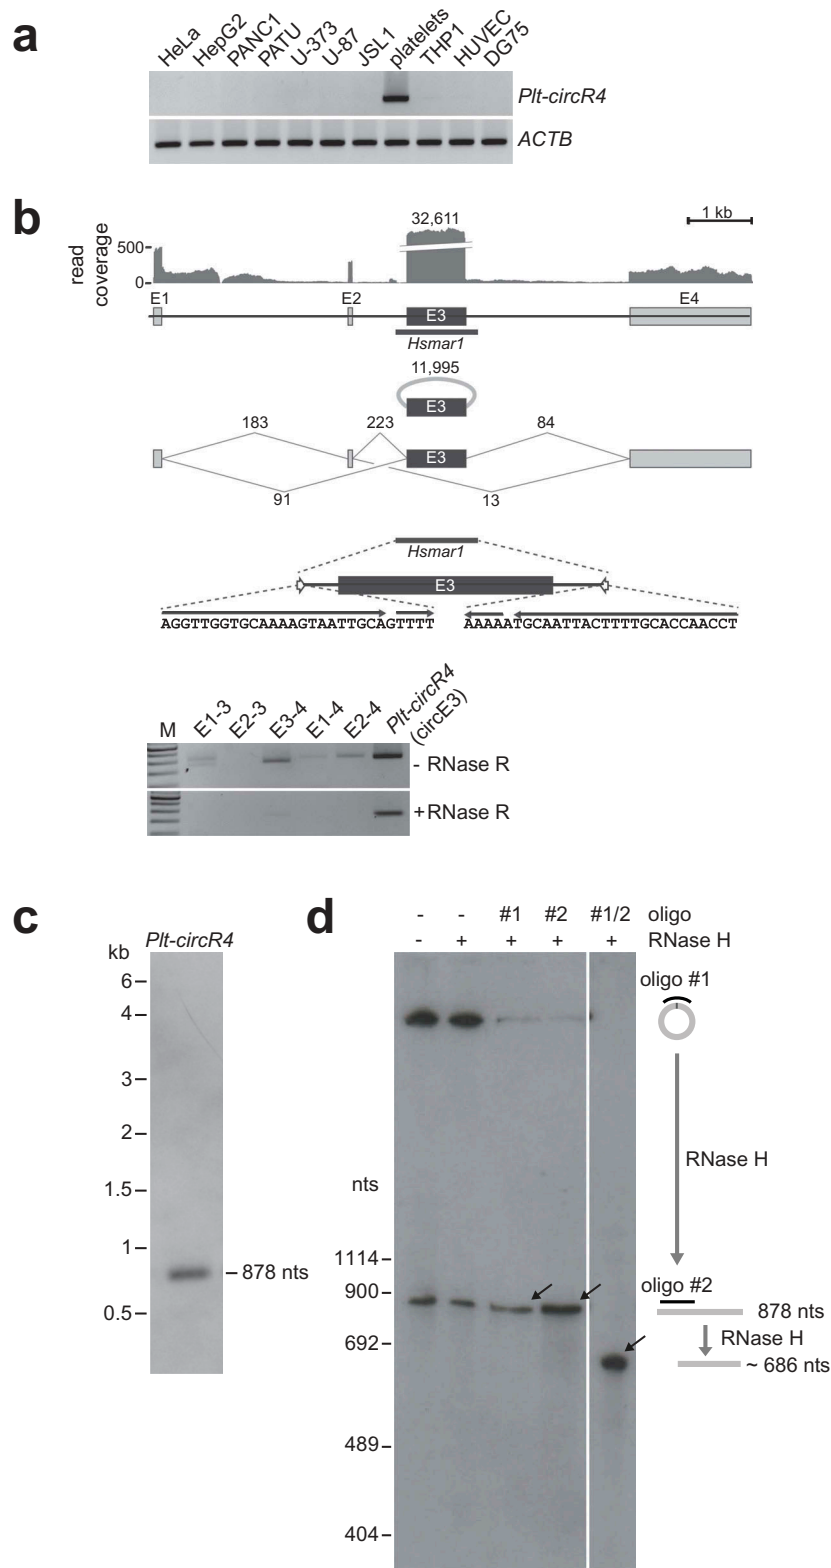 a
HeLa
HepG2
PANC1
PATU
U-373
U-87
JSL1
platelets
THP1
HUVEC
DG75
Plt-circR4
ACTB
b
read
coverage
500
0
32,611
1 kb
E1
E2
E3
E4
Hsmar1
11,995
E3
183
223
84
E3
91
13
Hsmar1
E3
AGGTTGGTGCAAAAGTAATTGCAGTTTT
AAAAATGCAATTACTTTTGCACCAACCT
M
E1-3
E2-3
E3-4
E1-4
E2-4
Plt-circR4
(circE3)
- RNase R
+RNase R
c
Plt-circR4
kb
6
4
3
2
1.5
1
0.5
878 nts
d
- - #1 #2 #1/2 oligo
- + + + + RNase H
nts
1114
900
692
489
404
oligo #1
RNase H
oligo #2
878 nts
RNase H
~ 686 nts